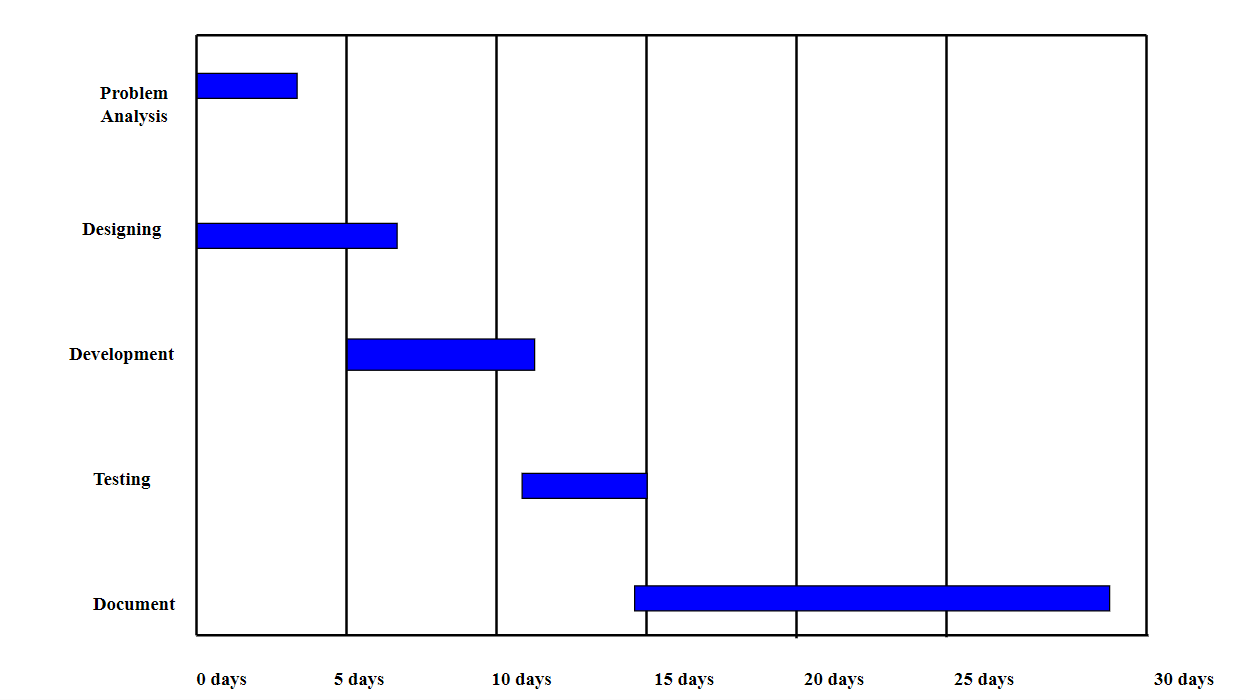 Problem
Analysis
Designing
Development
Testing
Document
0 days 5 days 10 days 15 days 20 days 25 days 30 days